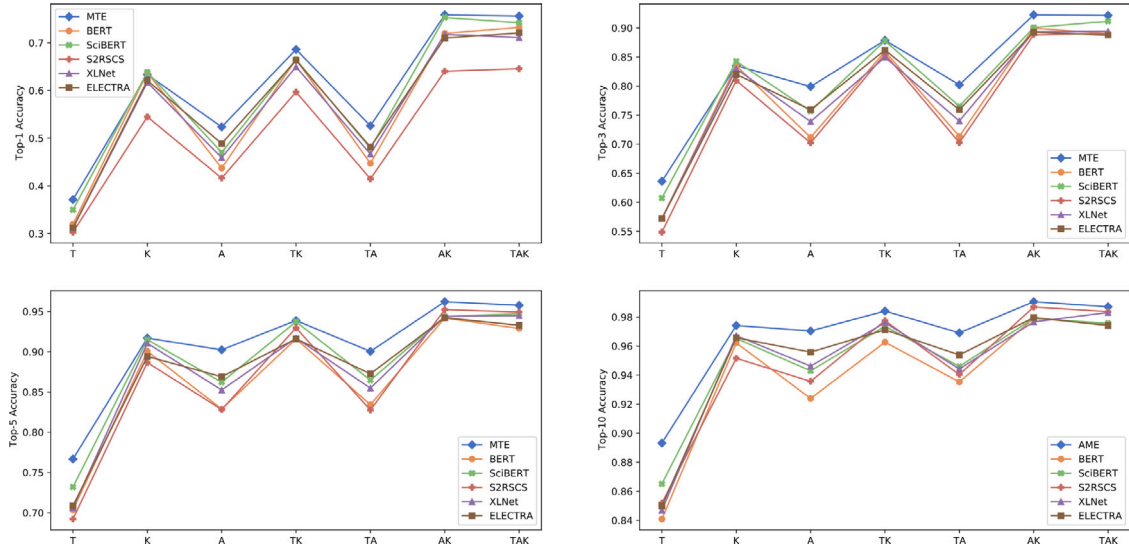 Top-1 Accuracy
0.7
0.6
0.5
0.4
0.3
MTE
BERT
SciBERT
S2RSCS
XLNet
ELECTRA
T K A TK TA AK TAK
Top-3 Accuracy
0.90
0.85
0.80
0.75
0.70
0.65
0.60
0.55
MTE
BERT
SciBERT
S2RSCS
XLNet
ELECTRA
T K A TK TA AK TAK
Top-5 Accuracy
0.95
0.90
0.85
0.80
0.75
0.70
MTE
BERT
SciBERT
S2RSCS
XLNet
ELECTRA
T K A TK TA AK TAK
Top-10 Accuracy
0.98
0.96
0.94
0.92
0.90
0.88
0.86
0.84
AME
BERT
SciBERT
S2RSCS
XLNet
ELECTRA
T K A TK TA AK TAK